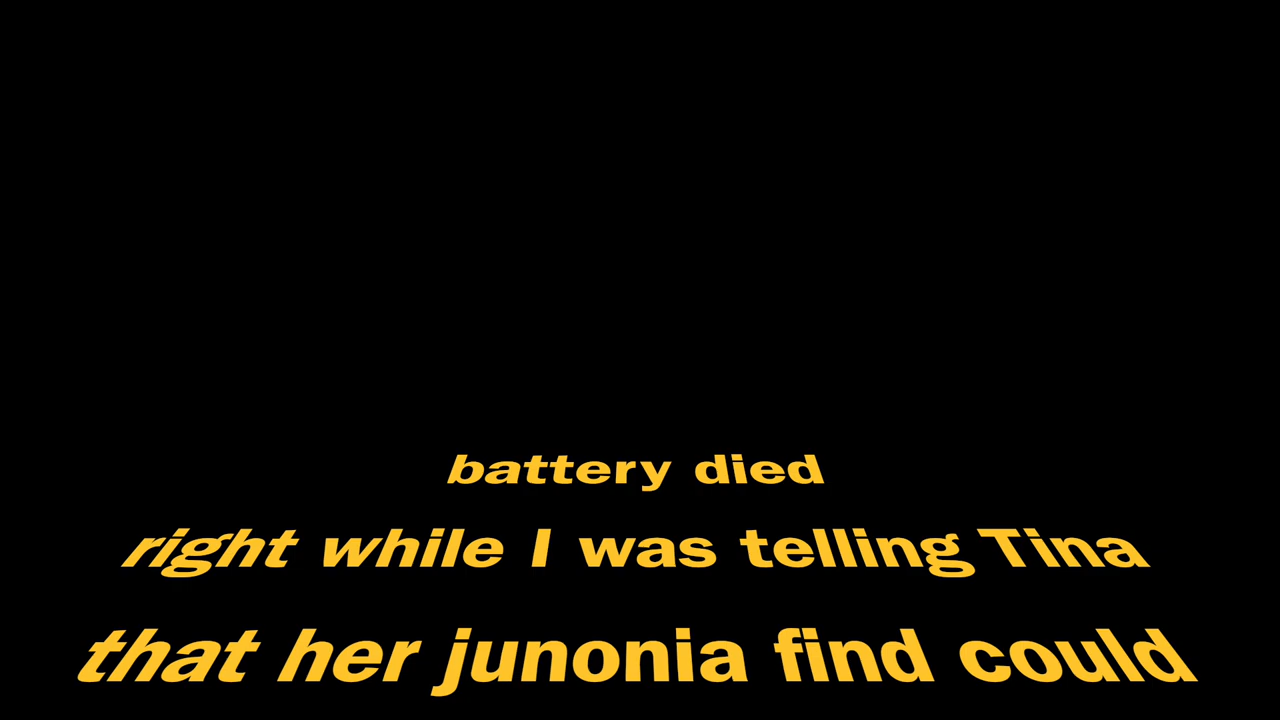 battery died
right while I was telling Tina
that her junonia find could